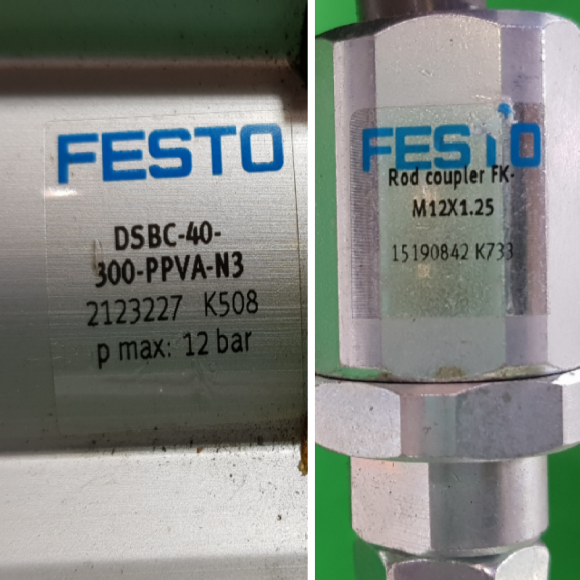 FESTO
DSBC-40-
300-PPVA-N3
2123227 K508
p max: 12 bar
FESTO
Rod coupler FK-
M12X1.25
15190842 K733